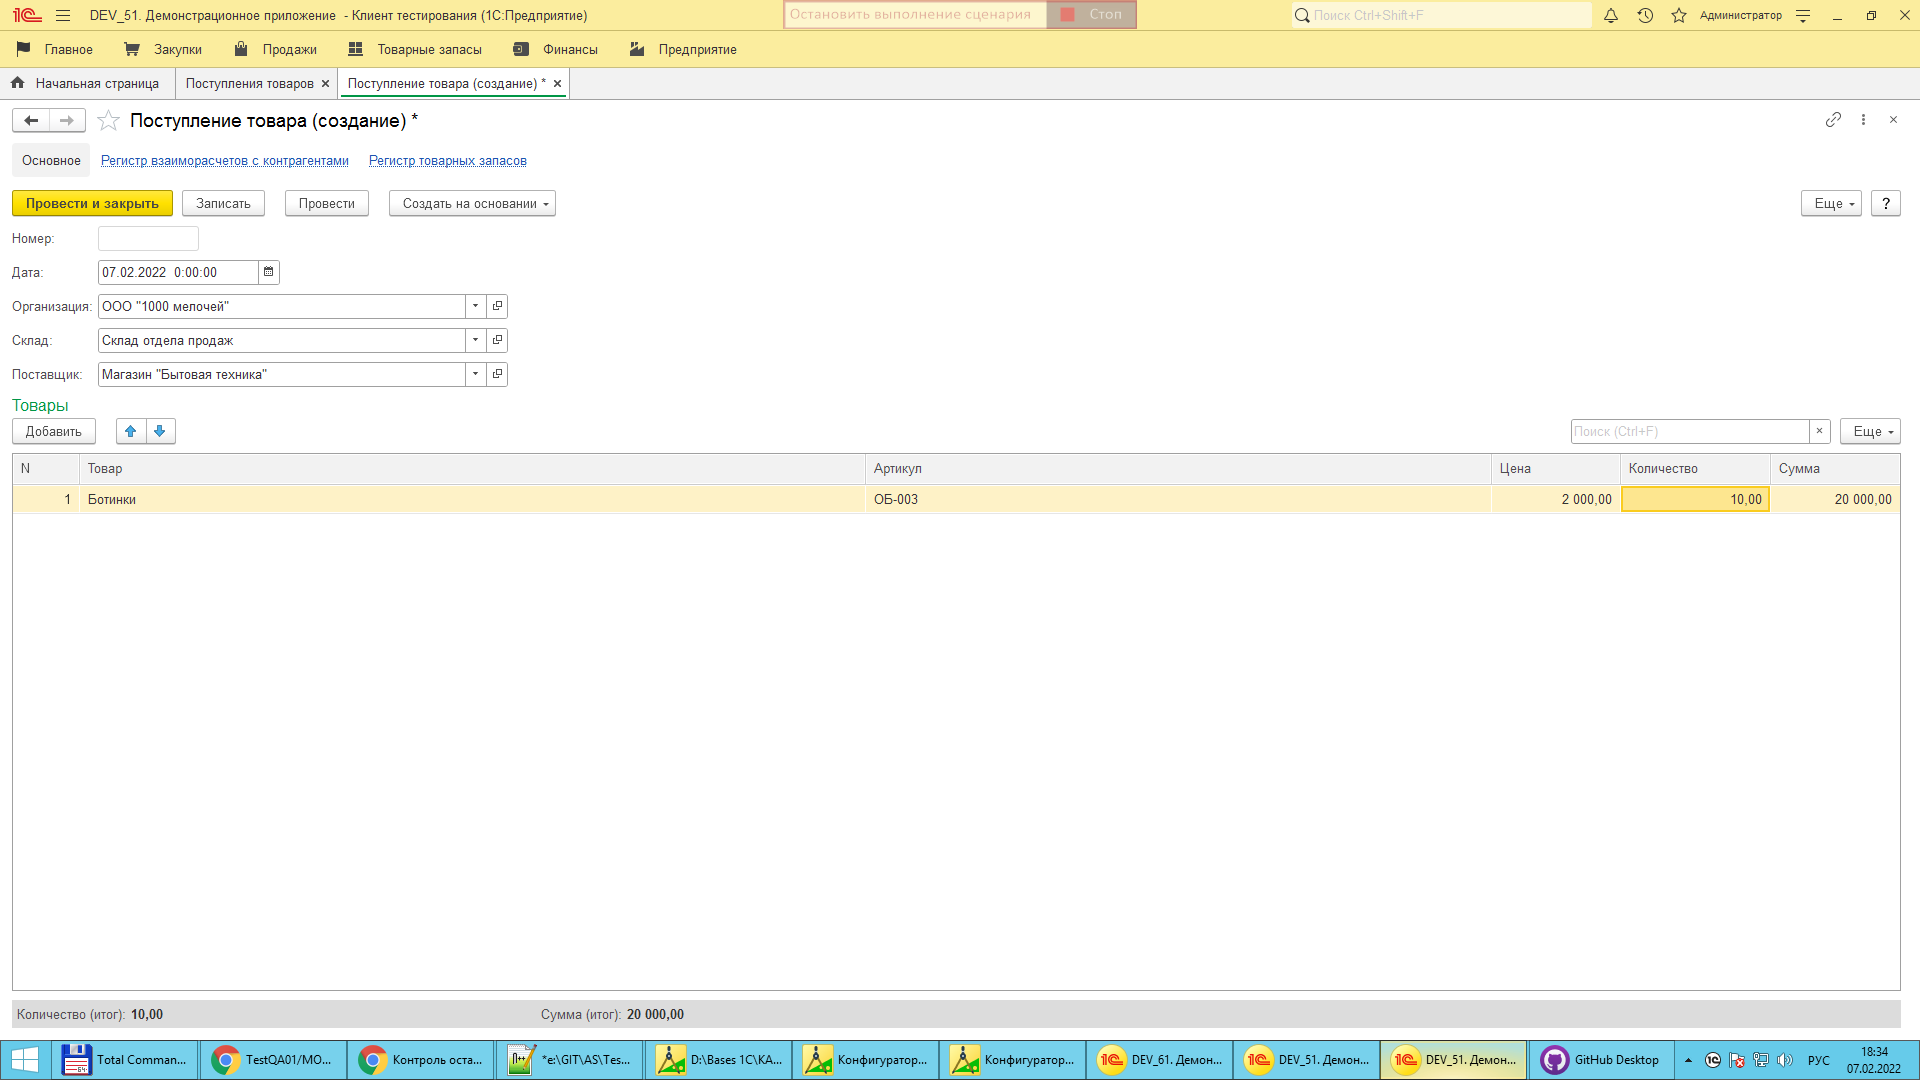 DEV_51. Демонстрационное приложение - Клиент тестирования (1С:Предприятие)
Остановить выполнение сценария Стоп
Поиск Ctrl+Shift+F
Администратор
Главное Закупки Продажи Товарные запасы Финансы Предприятие
Начальная страница Поступления товаров × Поступление товара (создание) * ×
Поступление товара (создание) *
Основное Регистр взаиморасчетов с контрагентами Регистр товарных запасов
Провести и закрыть Записать Провести Создать на основании Еще ?
Номер:
Дата: 07.02.2022 0:00:00
Организация: ООО "1000 мелочей"
Склад: Склад отдела продаж
Поставщик: Магазин "Бытовая техника"
Товары
Добавить Поиск (Ctrl+F) × Еще
N Товар Артикул Цена Количество Сумма
1 Ботинки ОБ-003 2 000,00 10,00 20 000,00
Количество (итог): 10,00 Сумма (итог): 20 000,00
Total Comman... TestQA01/MO... Контроль оста... *e:\GIT\AS\Tes... D:\Bases 1C\KA... Конфигуратор... Конфигуратор... DEV_61. Демон... DEV_51. Демон... DEV_51. Демон... GitHub Desktop РУС 18:34
07.02.2022